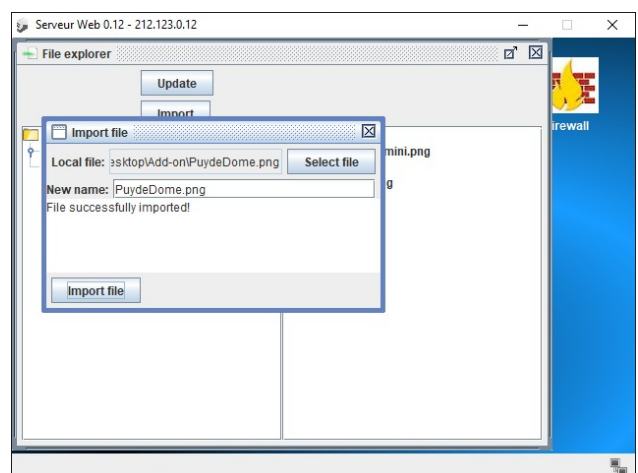 Serveur Web 0.12 - 212.123.0.12
File explorer
Update
Import
Import file
mini.png
Local file: esktop\Add-on\PuydeDome.png Select file
g
New name: PuydeDome.png
File successfully imported!
Import file
irewall